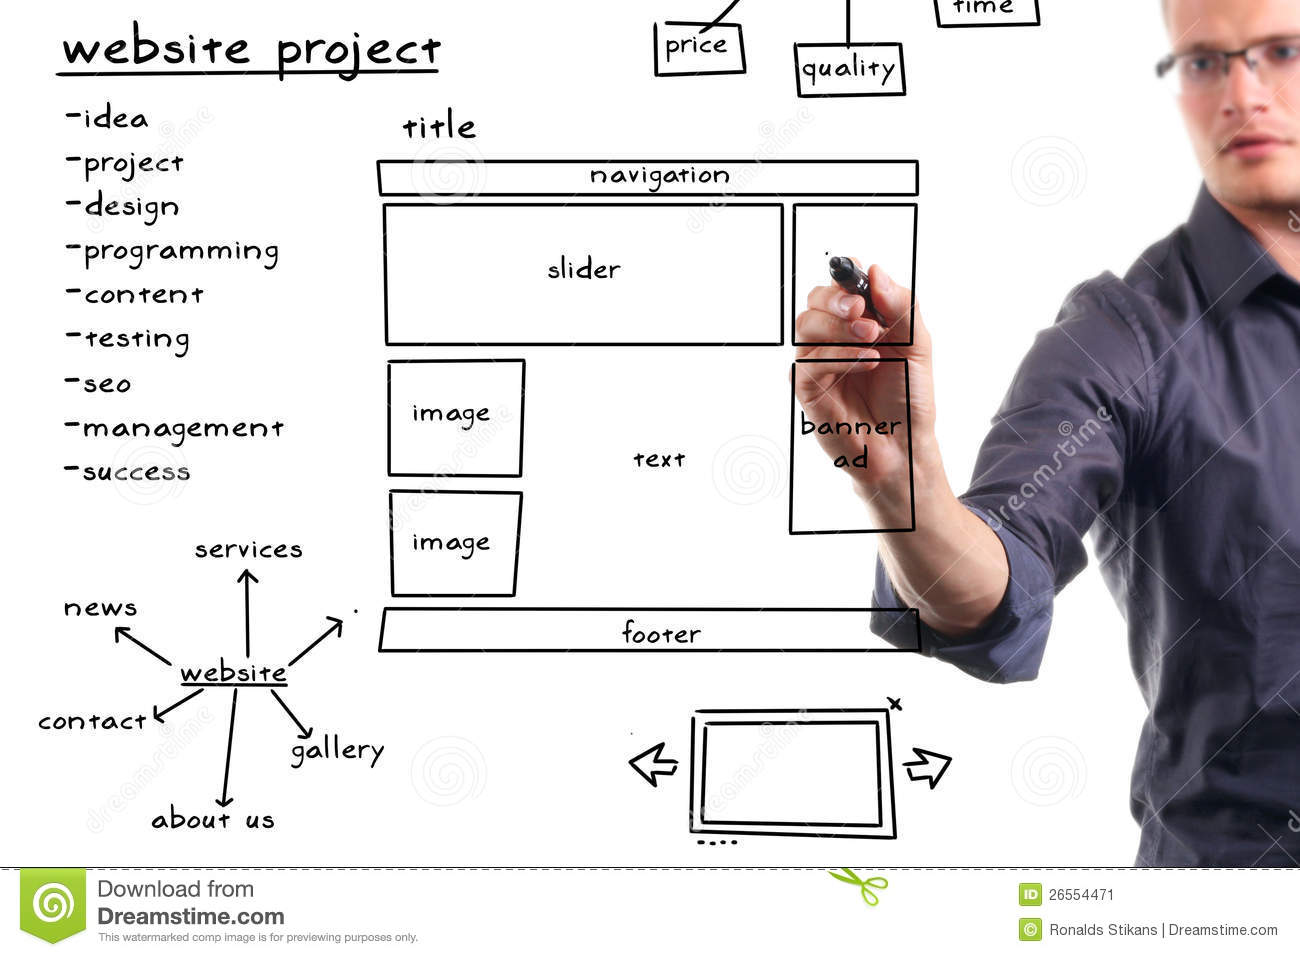 website project
-idea
-project
-design
-programming
-content
-testing
-seo
-management
-success
price
quality
time
title
navigation
slider
image
text
banner
ad
image
footer
services
news
website
contact
gallery
about us
x
dreamstime
Download from
Dreamstime.com
This watermarked comp image is for previewing purposes only.
ID 26554471
© Ronalds Stikans | Dreamstime.com